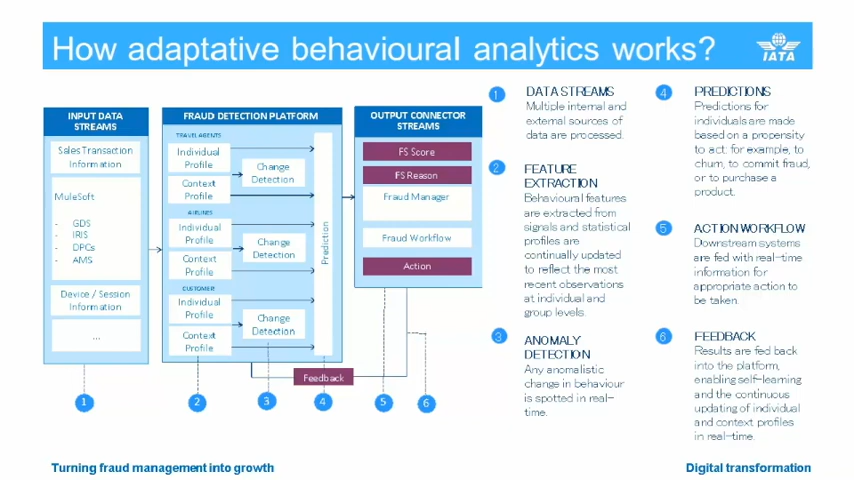 How adaptative behavioural analytics works?
IATA
INPUT DATA
STREAMS
Sales Transaction
Information
MuleSoft
- GDS
- IRIS
- DPCs
- AMS
Device / Session
Information
...
FRAUD DETECTION PLATFORM
TRAVEL AGENTS
Individual
Profile
Context
Profile
Change
Detection
AIRLINES
Individual
Profile
Context
Profile
Change
Detection
CUSTOMER
Individual
Profile
Context
Profile
Change
Detection
Prediction
OUTPUT CONNECTOR
STREAMS
FS Score
FS Reason
Fraud Manager
Fraud Workflow
Action
Feedback
1
2
3
4
5
6
1
DATA STREAMS
Multiple internal and
external sources of
data are processed.
2
FEATURE
EXTRACTION
Behavioural features
are extracted from
signals and statistical
profiles are
continually updated
to reflect the most
recent observations
at individual and
group levels.
3
ANOMALY
DETECTION
Any anomalistic
change in behaviour
is spotted in real-
time.
4
PREDICTIONS
Predictions for
individuals are made
based on a propensity
to act: for example, to
churn, to commit fraud,
or to purchase a
product.
5
ACTION WORKFLOW
Downstream systems
are fed with real-time
information for
appropriate action to
be taken.
6
FEEDBACK
Results are fed back
into the platform,
enabling self-learning
and the continuous
updating of individual
and context profiles
in real-time.
Turning fraud management into growth
Digital transformation